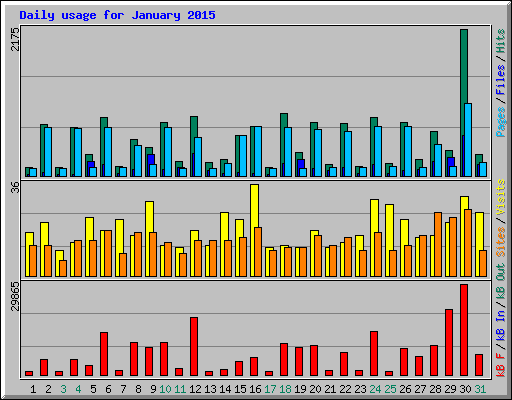 Daily usage for January 2015
2175
Pages / Files / Hits
36
Sites / Visits
29865
kB F / kB In / kB Out
1 2 3 4 5 6 7 8 9 10 11 12 13 14 15 16 17 18 19 20 21 22 23 24 25 26 27 28 29 30 31